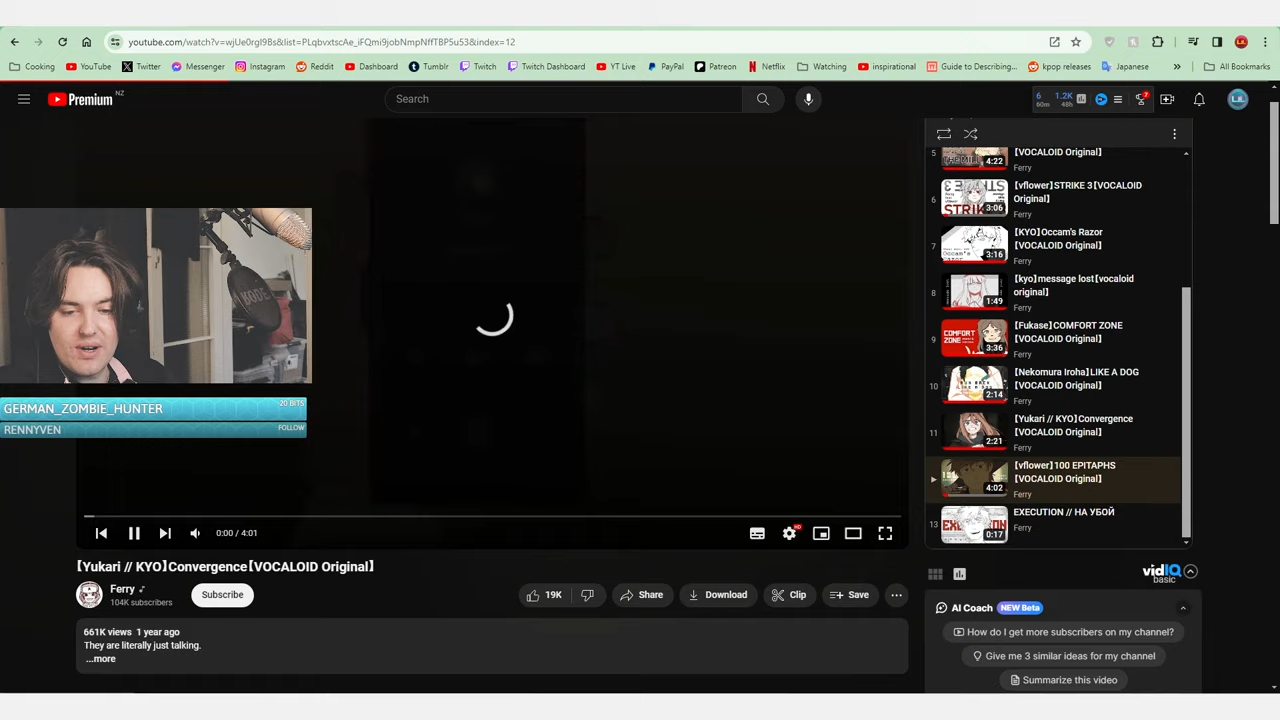 youtube.com/watch?v=wjUe0rgI9Bs&list=PLqbvxtscAe_iFQmi9jobNmpNffTBP5u53&index=12
Cooking YouTube Twitter Messenger Instagram Reddit Dashboard Tumblr Twitch Twitch Dashboard YT Live PayPal Patreon Netflix Watching inspirational Guide to Describing... kpop releases Japanese » All Bookmarks
Premium NZ
Search
6 60m 1.2K 48h 7
5 【VOCALOID Original】
4:22
Ferry
6 【vflower】STRIKE 3【VOCALOID
Original】
3:06
Ferry
7 【KYO】Occam's Razor
【VOCALOID Original】
3:16
Ferry
8 【kyo】message lost【vocaloid
original】
1:49
Ferry
9 【Fukase】COMFORT ZONE
【VOCALOID Original】
COMFORT
ZONE
3:36
Ferry
10 【Nekomura Iroha】LIKE A DOG
【VOCALOID Original】
2:14
Ferry
11 【Yukari // KYO】Convergence
【VOCALOID Original】
2:21
Ferry
【vflower】100 EPITAPHS
【VOCALOID Original】
4:02
Ferry
13 EXECUTION // НА УБОЙ
0:17
Ferry
GERMAN_ZOMBIE_HUNTER 20 BITS
RENNYVEN FOLLOW
0:00 / 4:01
HD
【Yukari // KYO】Convergence【VOCALOID Original】
Ferry
104K subscribers
Subscribe
19K Share Download Clip Save
661K views 1 year ago
They are literally just talking.
...more
vidIQ
basic
AI Coach NEW Beta
How do I get more subscribers on my channel?
Give me 3 similar ideas for my channel
Summarize this video